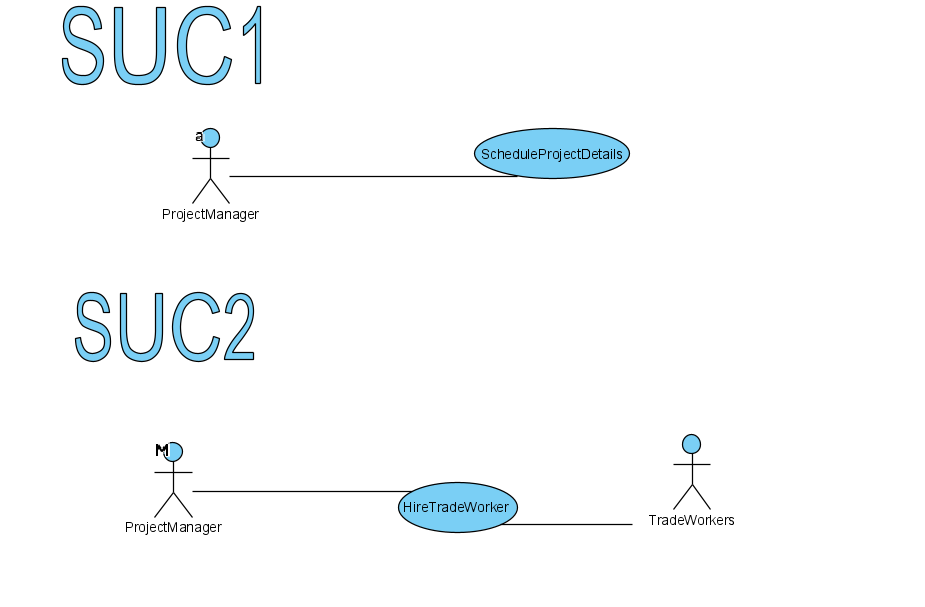 SUC1
a
ScheduleProjectDetails
ProjectManager
SUC2
M
HireTradeWorker
TradeWorkers
ProjectManager